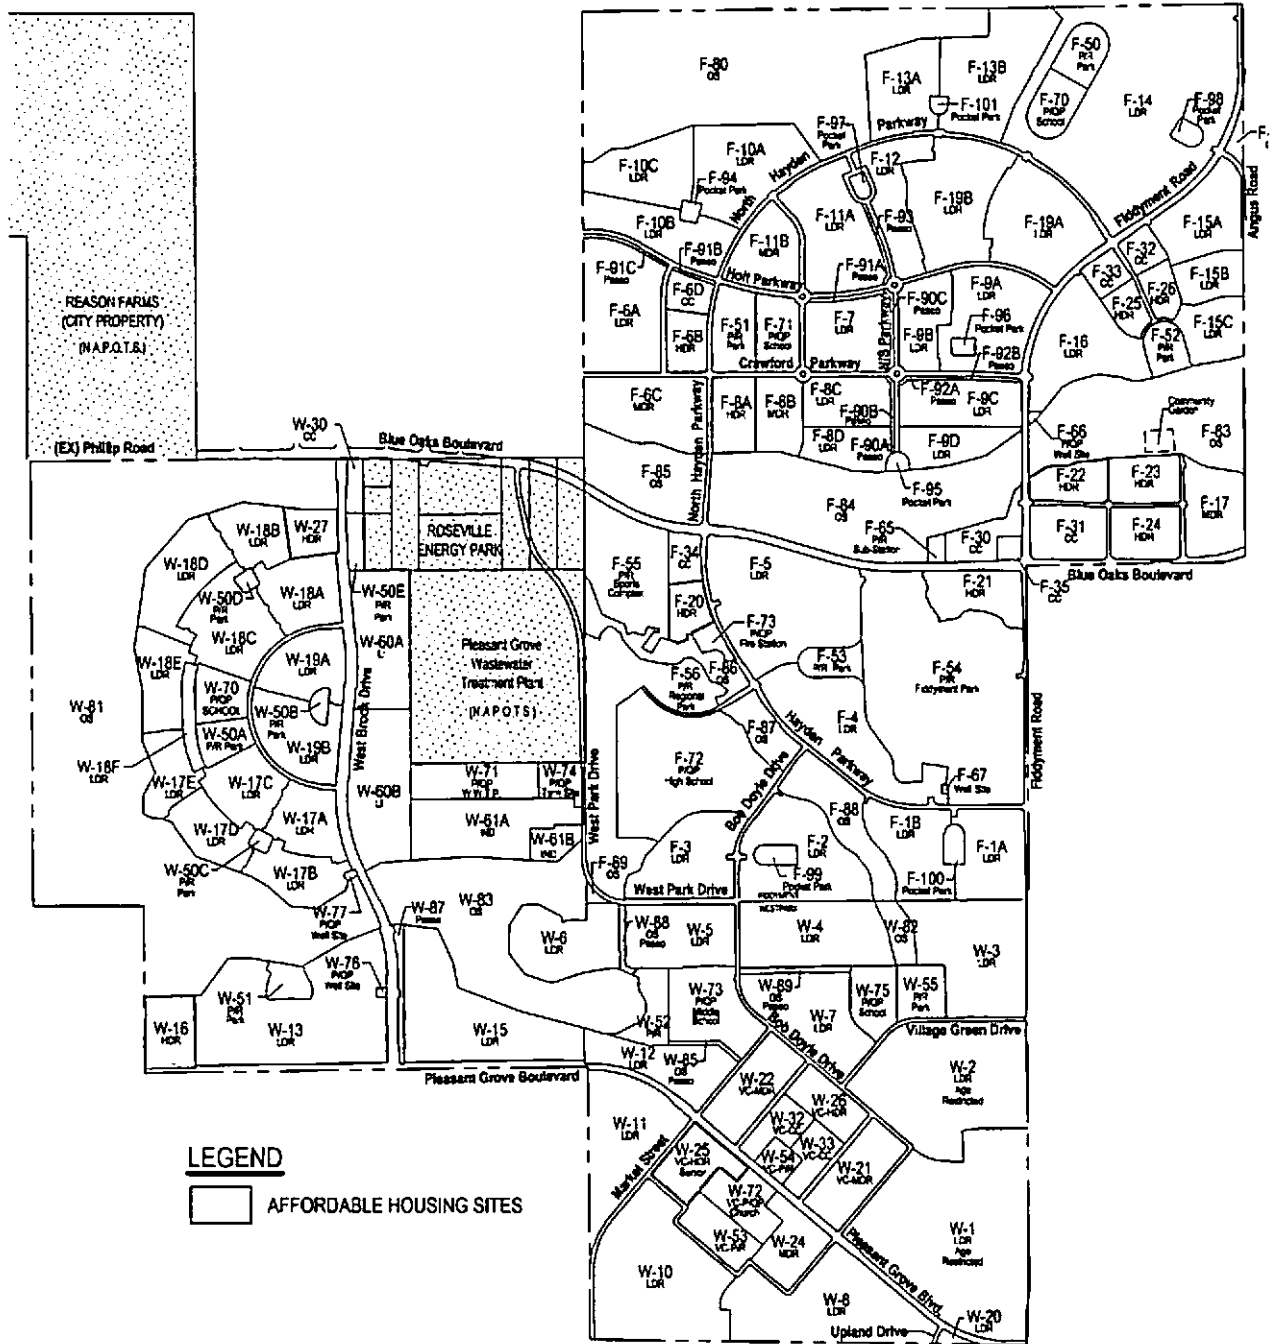 F-80
OS
F-13A
LDR
F-13B
LDR
F-101
Pocket Park
F-50
P/R
Park
F-70
P/QP
School
F-14
LDR
F-98
Pocket
Park
F-97
Pocket
Park
Parkway
F-12
LDR
F-10A
LDR
F-10C
LDR
F-94
Pocket Park
F-10B
LDR
North
Hayden
F-11A
LDR
F-11B
MDR
F-93
Paseo
F-19B
LDR
F-19A
LDR
Fiddyment Road
Angus Road
F-15A
LDR
F-32
CC
F-33
CC
F-15B
LDR
F-26
HDR
F-25
HDR
F-15C
LDR
F-52
P/R
Park
F-91B
Paseo
F-91C
Paseo
Holt Parkway
F-91A
Paseo
F-6D
CC
F-6A
LDR
F-6B
HDR
F-51
P/R
Park
F-71
P/QP
School
F-7
LDR
F-90C
Paseo
F-9A
LDR
F-9B
LDR
F-96
Pocket Park
F-92B
Paseo
F-16
LDR
Crawford Parkway
F-6C
MDR
F-8A
HDR
F-8B
MDR
F-8C
LDR
F-90B
Paseo
F-92A
Paseo
F-9C
LDR
F-8D
LDR
F-90A
Paseo
F-9D
LDR
F-95
Pocket Park
F-66
P/QP
Well Site
Community
Garden
F-83
OS
F-85
OS
North Hayden Parkway
F-84
OS
F-22
HDR
F-23
HDR
F-17
MDR
F-65
P/R
Sub-Station
F-30
CC
F-31
CC
F-24
HDR
Blue Oaks Boulevard
F-35
CC
REASON FARMS
(CITY PROPERTY)
(N.A.P.O.T.S.)
(EX) Phillip Road
W-30
CC
Blue Oaks Boulevard
ROSEVILLE
ENERGY PARK
W-18B
LDR
W-27
HDR
W-18D
LDR
W-50D
P/R
Park
W-18A
LDR
W-50E
P/R
Park
W-18C
LDR
W-60A
LI
W-18E
LDR
W-19A
LDR
W-70
P/QP
SCHOOL
W-50B
P/R
Park
W-81
OS
W-50A
P/R Park
W-19B
LDR
West Brook Drive
W-18F
LDR
W-17E
LDR
W-17C
LDR
W-60B
LI
W-17D
LDR
W-17A
LDR
W-50C
P/R
Park
W-17B
LDR
Pleasant Grove
Wastewater
Treatment Plant
(N A P O T S)
W-71
P/QP
W.W.T.P.
W-74
P/QP
W-61A
IND
W-61B
IND
West Park Drive
F-55
P/R
Sports
Complex
F-34
CC
F-20
HDR
F-5
LDR
F-21
HDR
F-73
P/QP
Fire Station
F-86
OS
F-56
P/R
Regional
Park
F-53
P/R Park
F-54
P/R
Fiddyment Park
F-87
OS
F-4
LDR
Hayden
Parkway
F-72
P/QP
High School
Bob Doyle Drive
F-67
Well Site
Fiddyment Road
F-88
OS
F-1B
LDR
F-1A
LDR
F-3
LDR
F-2
LDR
F-99
Pocket Park
F-100
Pocket Park
F-69
OS
West Park Drive
FIDDYMENT
WESTPARK
W-77
P/QP
Well Site
W-87
Paseo
W-83
OS
W-6
LDR
W-88
OS
Paseo
W-5
LDR
W-4
LDR
W-82
OS
W-3
LDR
W-76
P/QP
Well Site
W-51
P/R
Park
W-16
HDR
W-13
LDR
W-15
LDR
W-52
P/R
W-73
P/QP
Middle
School
W-89
OS
Paseo
W-7
LDR
W-75
P/QP
School
W-55
P/R
Park
Village Green Drive
Bob Doyle Drive
W-12
LDR
W-85
OS
Paseo
Pleasant Grove Boulevard
W-22
VC-MDR
W-2
LDR
Age
Restricted
W-26
VC-HDR
W-32
VC-CC
W-33
VC-CC
W-54
VC-P/R
W-21
VC-MDR
W-11
LDR
Market Street
W-25
VC-HDR
Senior
W-72
VC-P/QP
Church
W-53
VC-P/R
W-24
MDR
W-1
LDR
Age
Restricted
Pleasant Grove Blvd.
W-10
LDR
W-8
LDR
W-20
LDR
Upland Drive
LEGEND
AFFORDABLE HOUSING SITES